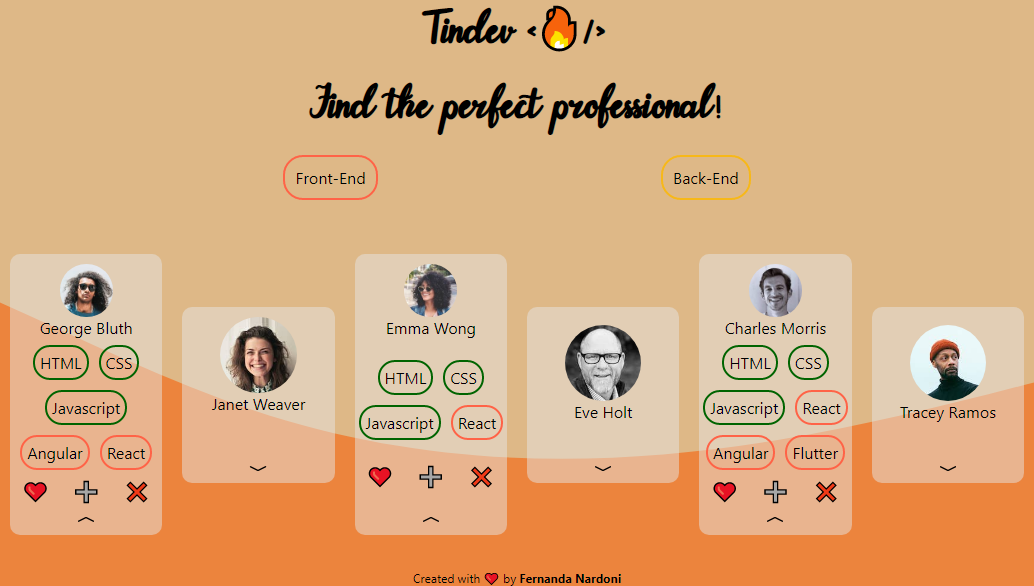 Tindev < />
Find the perfect professional!
Front-End
Back-End
George Bluth
HTML CSS
Javascript
Angular React
Janet Weaver
Emma Wong
HTML CSS
Javascript React
Eve Holt
Charles Morris
HTML CSS
Javascript React
Angular Flutter
Tracey Ramos
Created with ❤ by Fernanda Nardoni